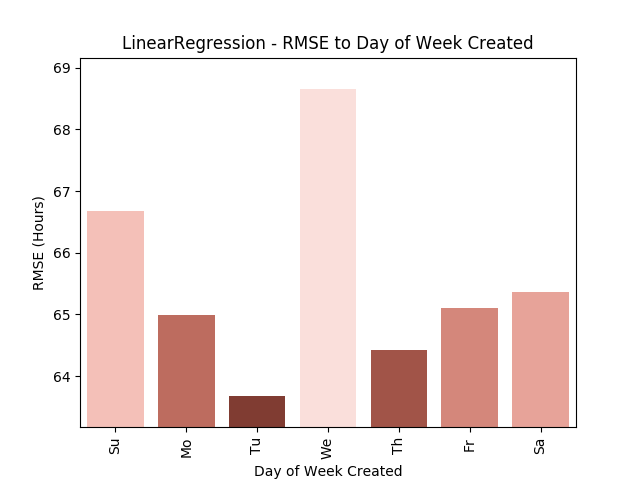 LinearRegression - RMSE to Day of Week Created
69
68
67
66
65
64
RMSE (Hours)
Su Mo Tu We Th Fr Sa
Day of Week Created